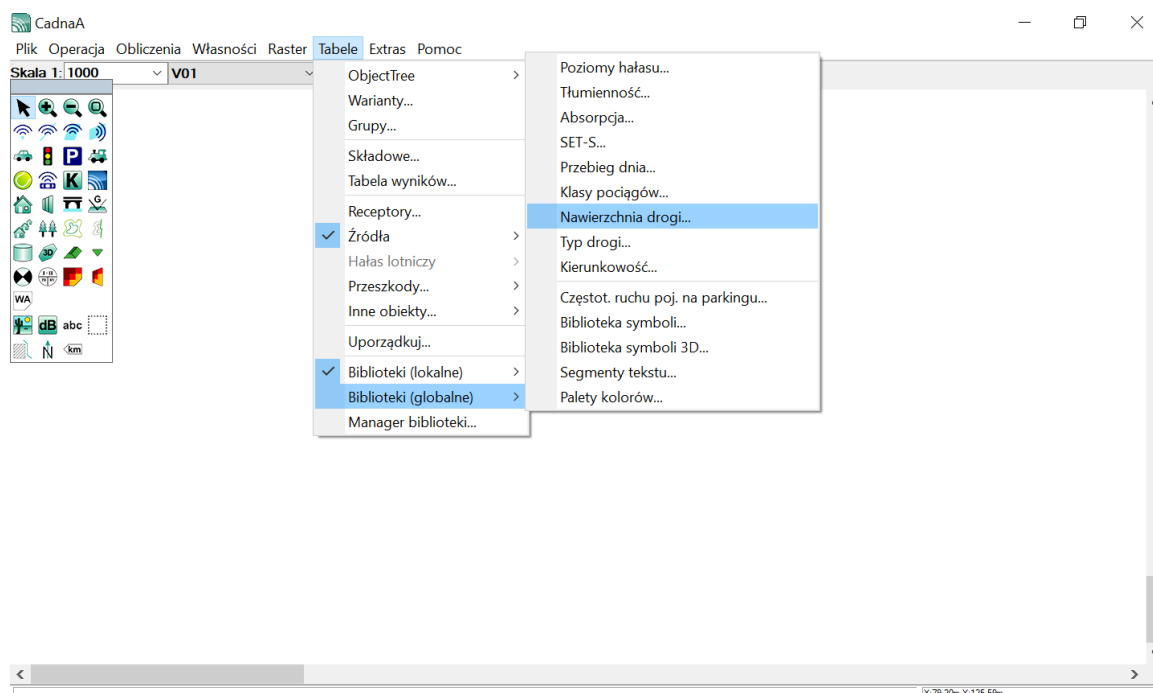 CadnaA
Plik Operacja Obliczenia Własności Raster Tabele Extras Pomoc
Skala 1: 1000 V01
ObjectTree
Warianty...
Grupy...
Składowe...
Tabela wyników...
Receptory...
Źródła
Hałas lotniczy
Przeszkody...
Inne obiekty...
Uporządkuj...
Biblioteki (lokalne)
Biblioteki (globalne)
Manager biblioteki...
Poziomy hałasu...
Tłumienność...
Absorpcja...
SET-S...
Przebieg dnia...
Klasy pociągów...
Nawierzchnia drogi...
Typ drogi...
Kierunkowość...
Częstot. ruchu poj. na parkingu...
Biblioteka symboli...
Biblioteka symboli 3D...
Segmenty tekstu...
Palety kolorów...
P
K
G
3D
WA
dB abc
N km